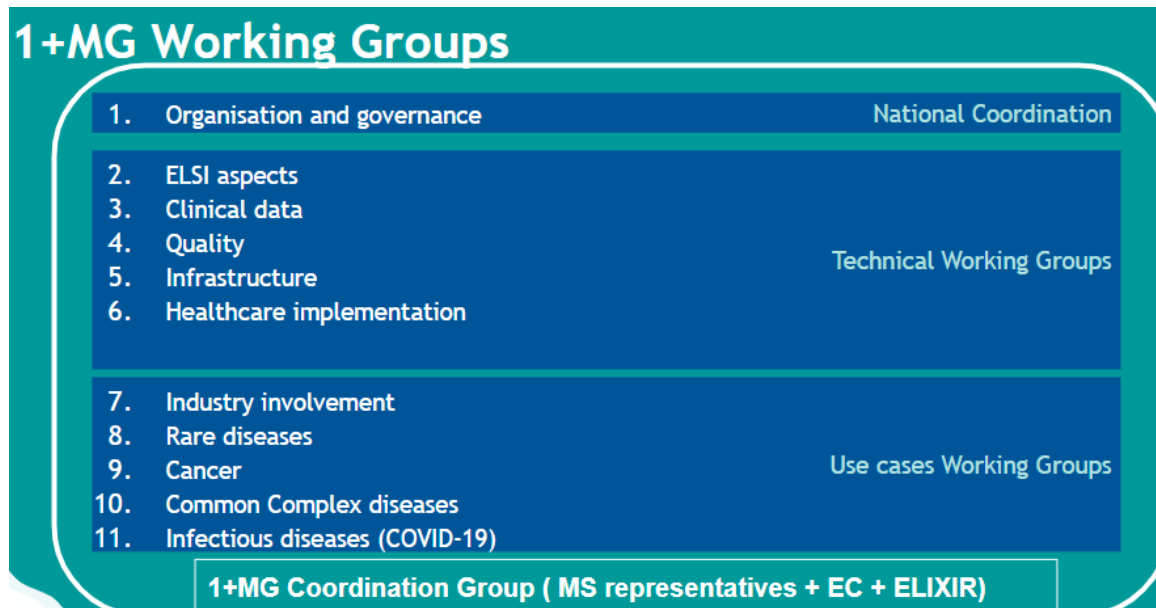 1+MG Working Groups
1. Organisation and governance National Coordination
2. ELSI aspects
3. Clinical data
4. Quality
5. Infrastructure
Technical Working Groups
6. Healthcare implementation
7. Industry involvement
8. Rare diseases
9. Cancer
Use cases Working Groups
10. Common Complex diseases
11. Infectious diseases (COVID-19)
1+MG Coordination Group ( MS representatives + EC + ELIXIR)